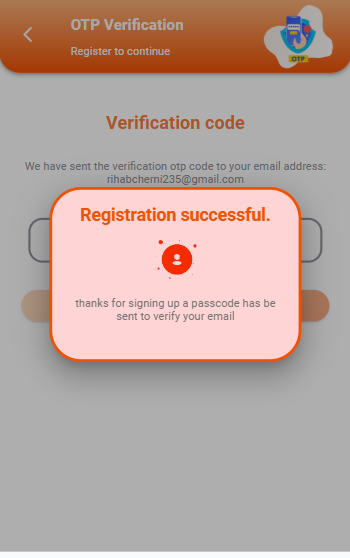 OTP Verification
Register to continue
OTP
Verification code
We have sent the verification otp code to your email address:
rihabcherni235@gmail.com
Registration successful.
thanks for signing up a passcode has be
sent to verify your email